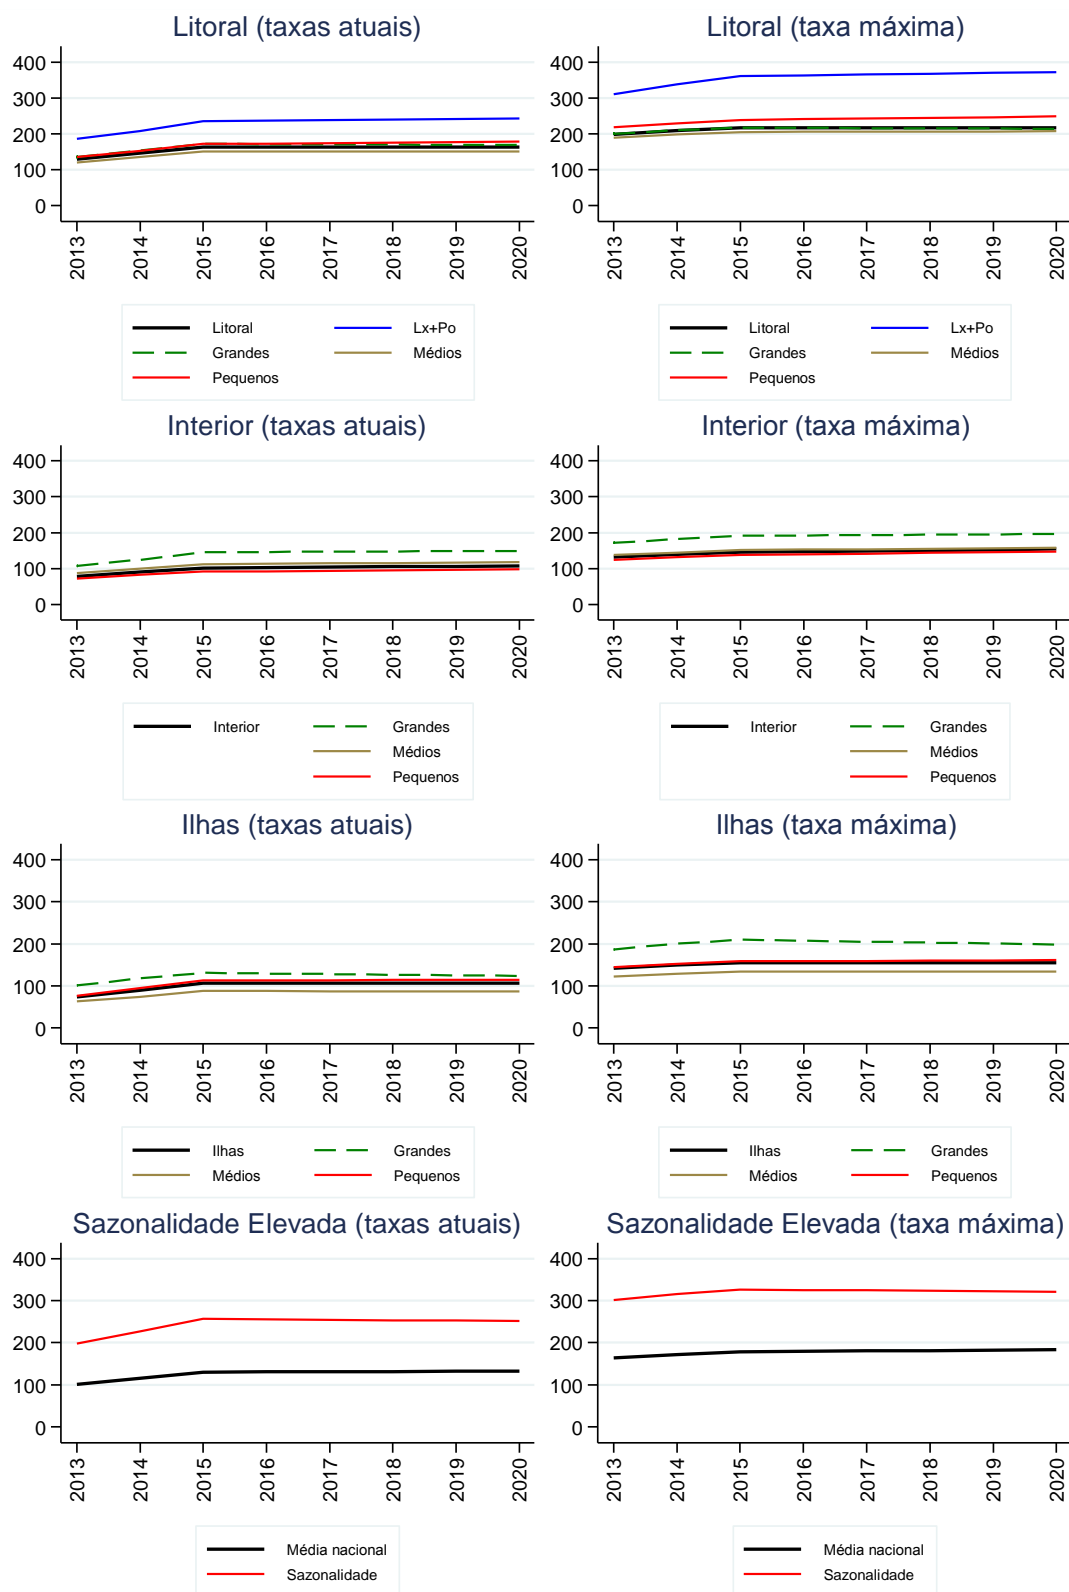 Litoral (taxas atuais)
400
300
200
100
0
2013
2014
2015
2016
2017
2018
2019
2020
Litoral
Lx+Po
Grandes
Médios
Pequenos
Litoral (taxa máxima)
400
300
200
100
0
2013
2014
2015
2016
2017
2018
2019
2020
Litoral
Lx+Po
Grandes
Médios
Pequenos
Interior (taxas atuais)
400
300
200
100
0
2013
2014
2015
2016
2017
2018
2019
2020
Interior
Grandes
Médios
Pequenos
Interior (taxa máxima)
400
300
200
100
0
2013
2014
2015
2016
2017
2018
2019
2020
Interior
Grandes
Médios
Pequenos
Ilhas (taxas atuais)
400
300
200
100
0
2013
2014
2015
2016
2017
2018
2019
2020
Ilhas
Grandes
Médios
Pequenos
Ilhas (taxa máxima)
400
300
200
100
0
2013
2014
2015
2016
2017
2018
2019
2020
Ilhas
Grandes
Médios
Pequenos
Sazonalidade Elevada (taxas atuais)
400
300
200
100
0
2013
2014
2015
2016
2017
2018
2019
2020
Média nacional
Sazonalidade
Sazonalidade Elevada (taxa máxima)
400
300
200
100
0
2013
2014
2015
2016
2017
2018
2019
2020
Média nacional
Sazonalidade